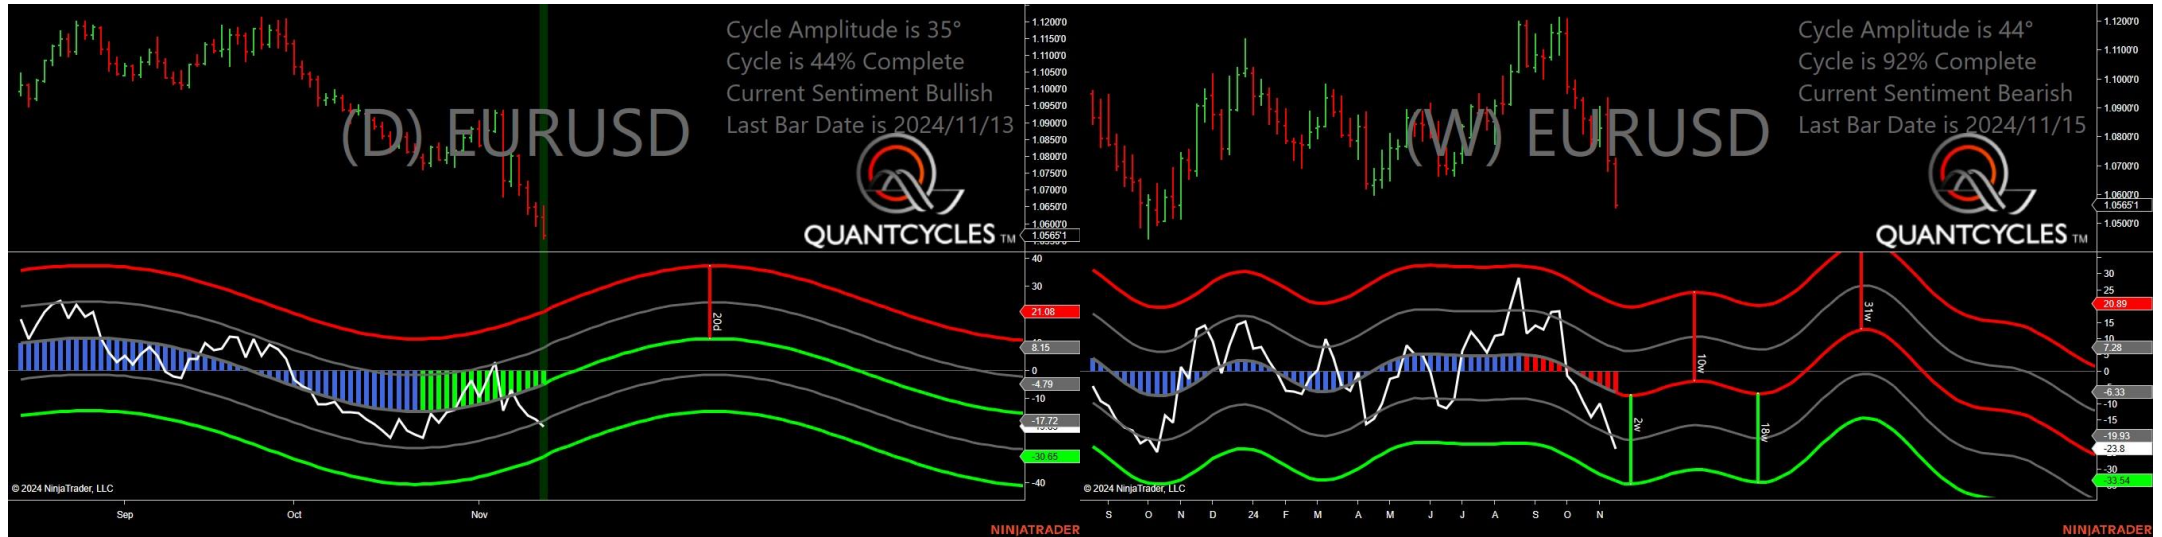 Cycle Amplitude is 35°
Cycle is 44% Complete
Current Sentiment Bullish
Last Bar Date is 2024/11/13
(D) EURUSD
QUANTCYCLES TM
1.1200'0
1.1150'0
1.1100'0
1.1050'0
1.1000'0
1.0950'0
1.0900'0
1.0850'0
1.0800'0
1.0750'0
1.0700'0
1.0650'0
1.0600'0
1.0565'1
40
30
21.08
8.15
0
-4.79
-10
-17.72
-30.65
-40
20d
© 2024 NinjaTrader, LLC
Sep Oct Nov
NINJATRADER
Cycle Amplitude is 44°
Cycle is 92% Complete
Current Sentiment Bearish
Last Bar Date is 2024/11/15
(W) EURUSD
QUANTCYCLES TM
1.1200'0
1.1100'0
1.1000'0
1.0900'0
1.0800'0
1.0700'0
1.0600'0
1.0565'1
1.0500'0
30
25
20.89
15
10
7.28
5
0
-6.33
-10
-15
-19.93
-23.8
-30
-33.54
2w
10w
18w
31w
© 2024 NinjaTrader, LLC
S O N D 24 F M A M J J A S O N
NINJATRADER